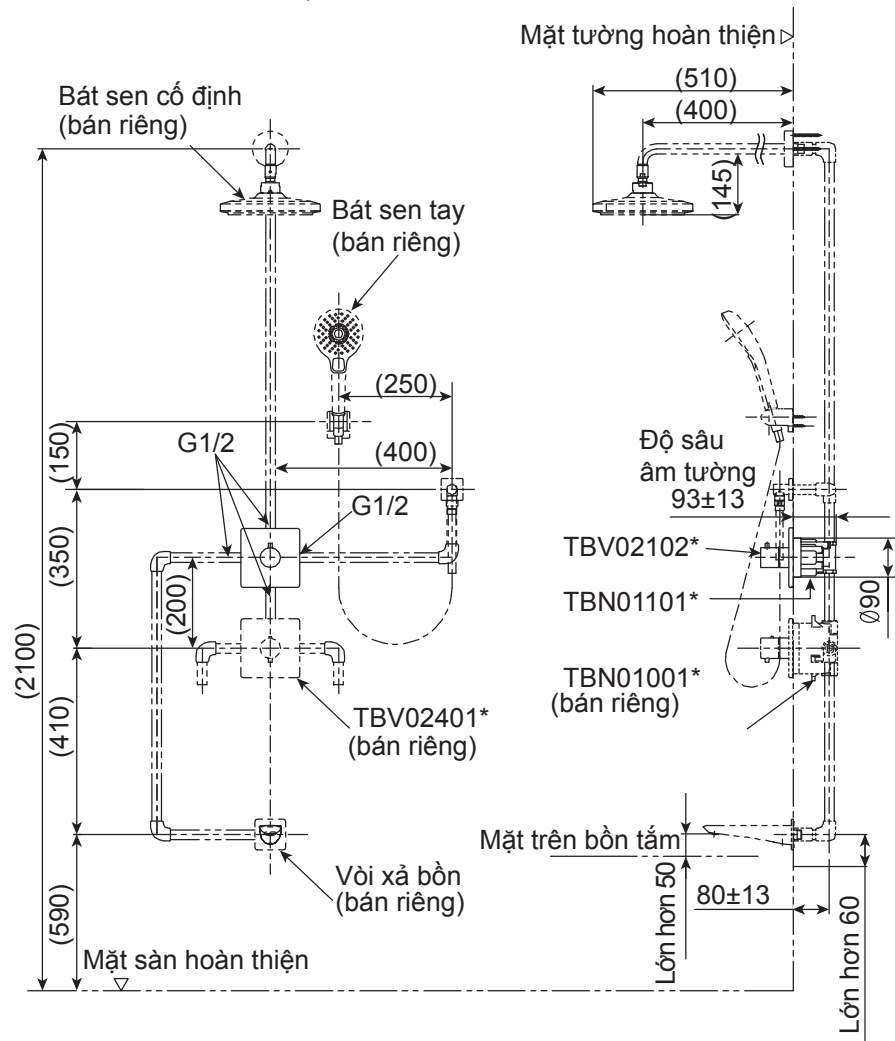 Mặt tường hoàn thiện
(510)
(400)
(145)
Bát sen cố định
(bán riêng)
Bát sen tay
(bán riêng)
(250)
(150)
G1/2
(400)
G1/2
(350)
(200)
(2100)
(410)
TBV02401*
(bán riêng)
Vòi xả bồn
(bán riêng)
(590)
Mặt sàn hoàn thiện
Độ sâu
âm tường
93±13
TBV02102*
TBN01101*
Ø90
TBN01001*
(bán riêng)
Mặt trên bồn tắm
Lớn hơn 50
80±13
Lớn hơn 60